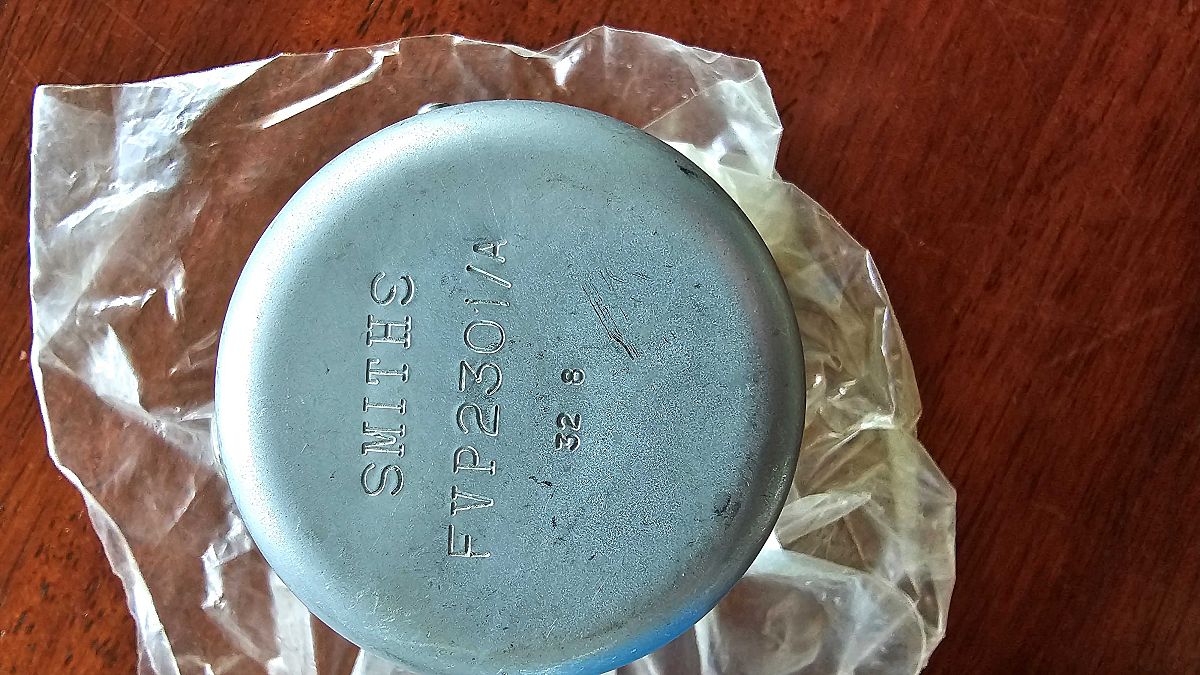 SMITHS
FVP2301/A
32 8